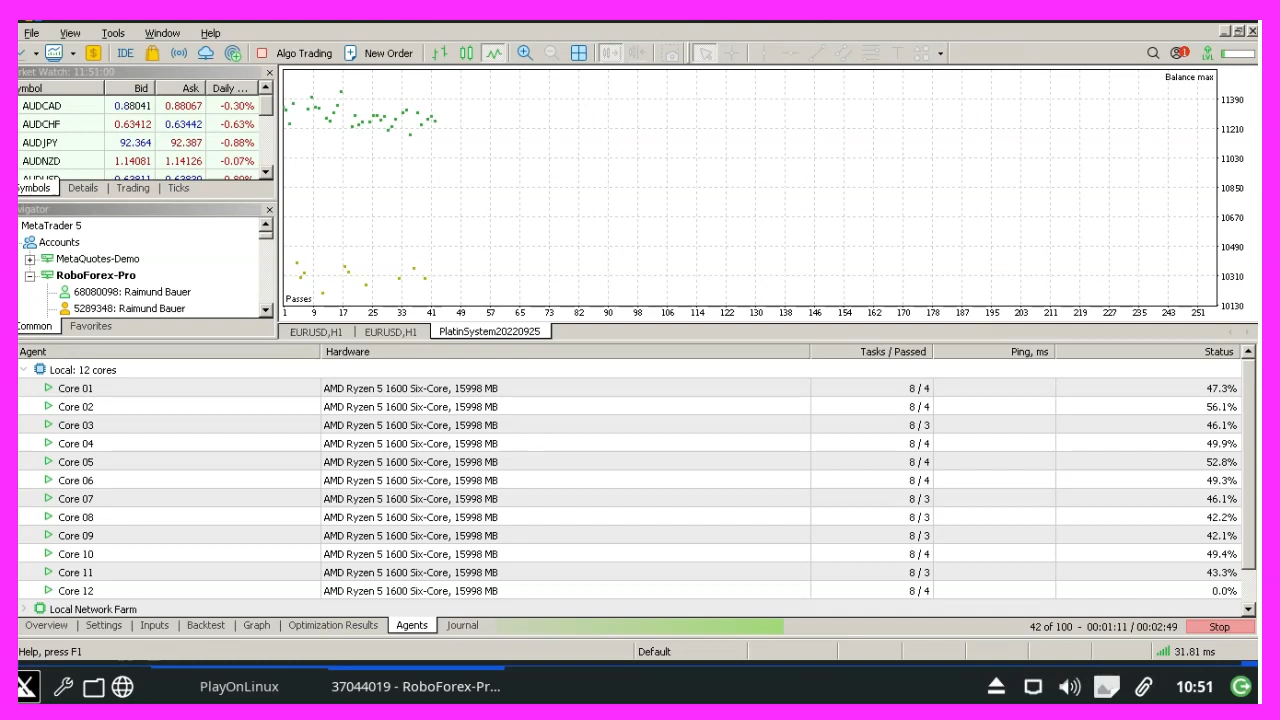 File View Tools Window Help
IDE Algo Trading New Order 1 LVL
rket Watch: 11:51:00
ymbol Bid Ask Daily ...
AUDCAD 0.88041 0.88067 -0.30%
AUDCHF 0.63412 0.63442 -0.63%
AUDJPY 92.364 92.387 -0.88%
AUDNZD 1.14081 1.14126 -0.07%
ymbols Details Trading Ticks
vigator
MetaTrader 5
Accounts
MetaQuotes-Demo
RoboForex-Pro
68080098: Raimund Bauer
5289348: Raimund Bauer
ommon Favorites
Balance max
11390
11210
11030
10850
10670
10490
10310
10130
Passes
1 9 17 25 33 41 49 57 65 73 81 92 102 113 123 134 144 154 162 170 178 187 195 203 211 219 227 235 243 251
EURUSD,H1 EURUSD,H1 PlatinSystem20220925
Agent Hardware Tasks / Passed Ping, ms Status
Local: 12 cores
Core 01 AMD Ryzen 5 1600 Six-Core, 15998 MB 8 / 4 47.3%
Core 02 AMD Ryzen 5 1600 Six-Core, 15998 MB 8 / 4 56.1%
Core 03 AMD Ryzen 5 1600 Six-Core, 15998 MB 8 / 3 46.1%
Core 04 AMD Ryzen 5 1600 Six-Core, 15998 MB 8 / 4 49.9%
Core 05 AMD Ryzen 5 1600 Six-Core, 15998 MB 8 / 4 52.8%
Core 06 AMD Ryzen 5 1600 Six-Core, 15998 MB 8 / 4 49.3%
Core 07 AMD Ryzen 5 1600 Six-Core, 15998 MB 8 / 3 46.1%
Core 08 AMD Ryzen 5 1600 Six-Core, 15998 MB 8 / 3 42.2%
Core 09 AMD Ryzen 5 1600 Six-Core, 15998 MB 8 / 3 42.1%
Core 10 AMD Ryzen 5 1600 Six-Core, 15998 MB 8 / 4 49.4%
Core 11 AMD Ryzen 5 1600 Six-Core, 15998 MB 8 / 3 43.3%
Core 12 AMD Ryzen 5 1600 Six-Core, 15998 MB 8 / 4 0.0%
Local Network Farm
Overview Settings Inputs Backtest Graph Optimization Results Agents Journal 42 of 100 - 00:01:11 / 00:02:49 Stop
Help, press F1 Default 31.81 ms
PlayOnLinux 37044019 - RoboForex-Pr... 10:51